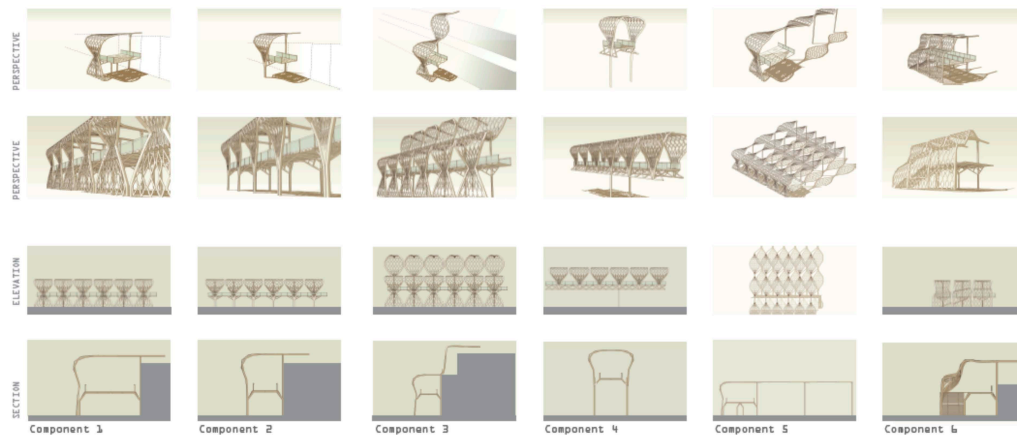 PERSPECTIVE
PERSPECTIVE
ELEVATION
SECTION
Component 1
Component 2
Component 3
Component 4
Component 5
Component 6